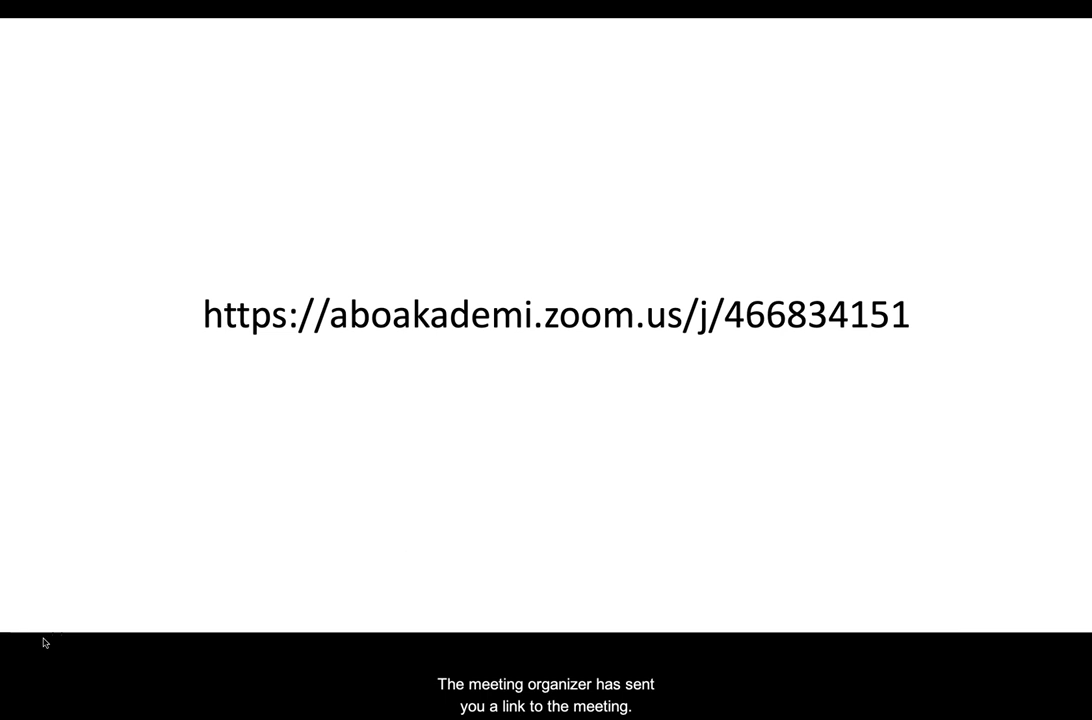 https://aboakademi.zoom.us/j/466834151
The meeting organizer has sent
you a link to the meeting.